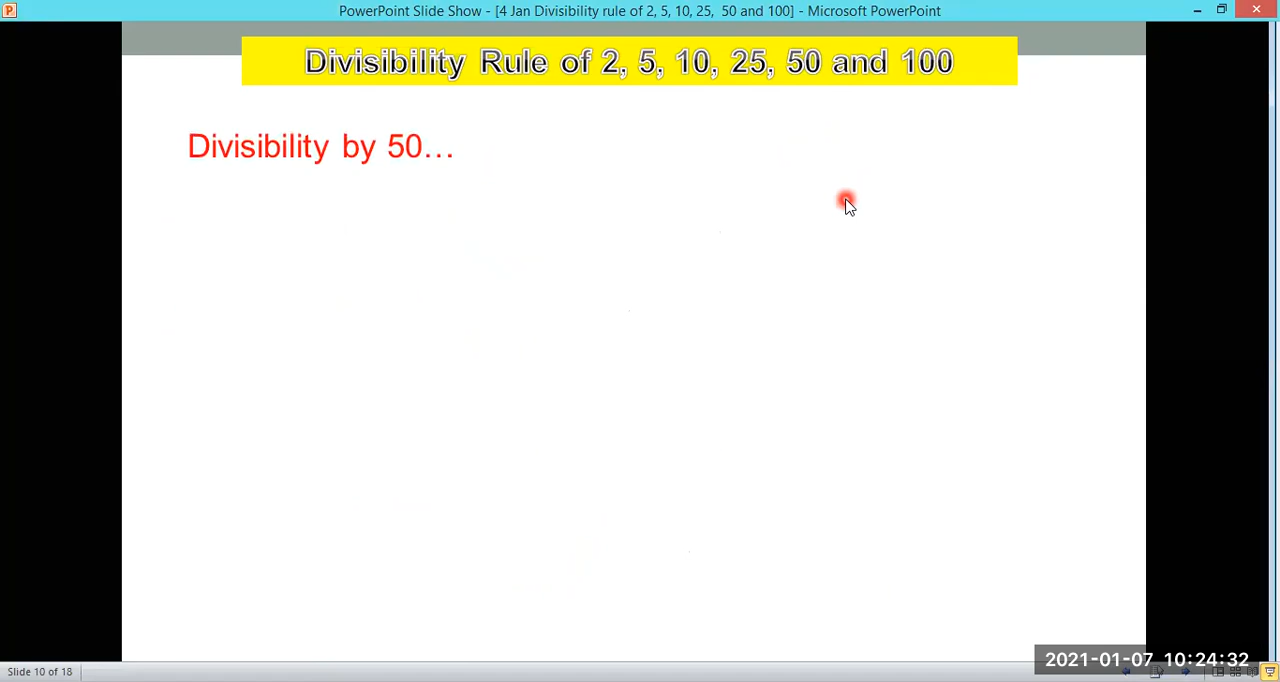 PowerPoint Slide Show - [4 Jan Divisibility rule of 2, 5, 10, 25,  50 and 100] - Microsoft PowerPoint
Divisibility Rule of 2, 5, 10, 25, 50 and 100
Divisibility by 50…
Slide 10 of 18
2021-01-07 10:24:32